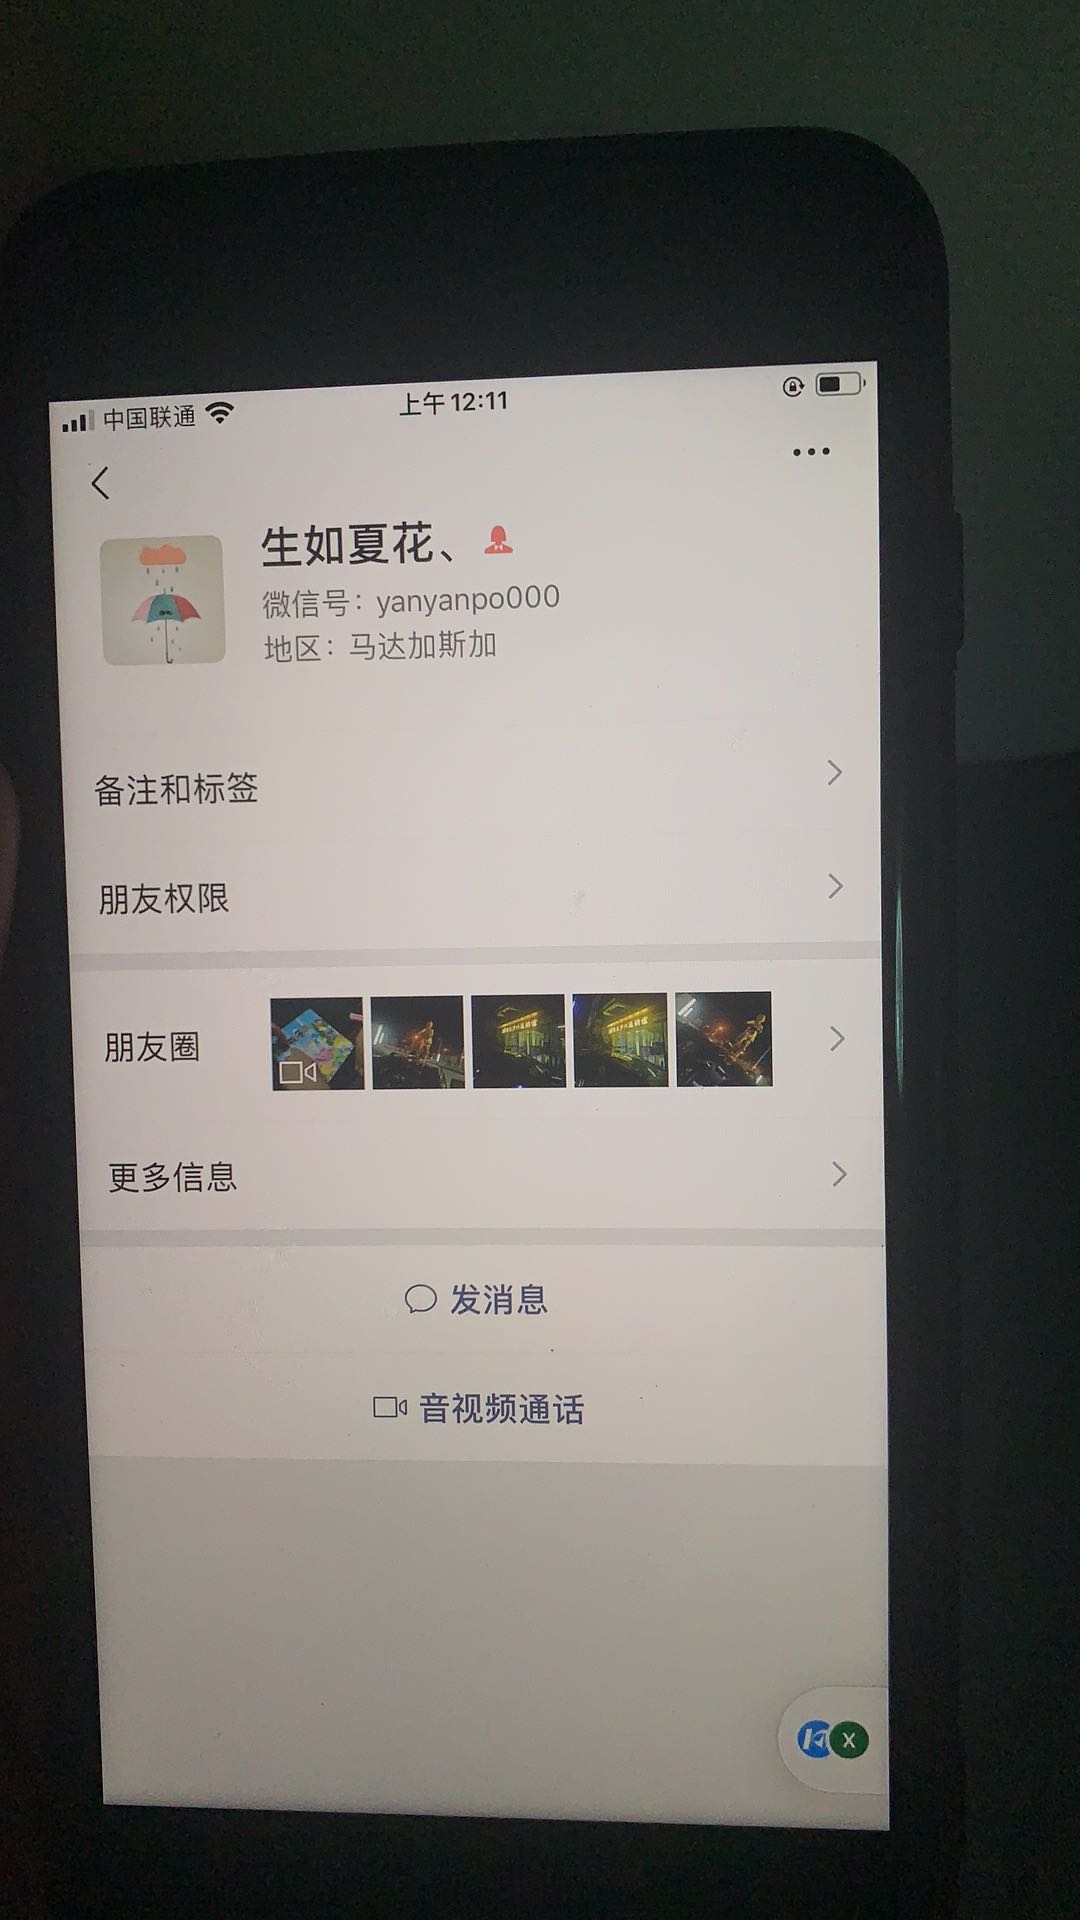 中国联通
上午12:11
生如夏花、
微信号：yanyanpo000
地区：马达加斯加
备注和标签
朋友权限
朋友圈
更多信息
发消息
音视频通话
X